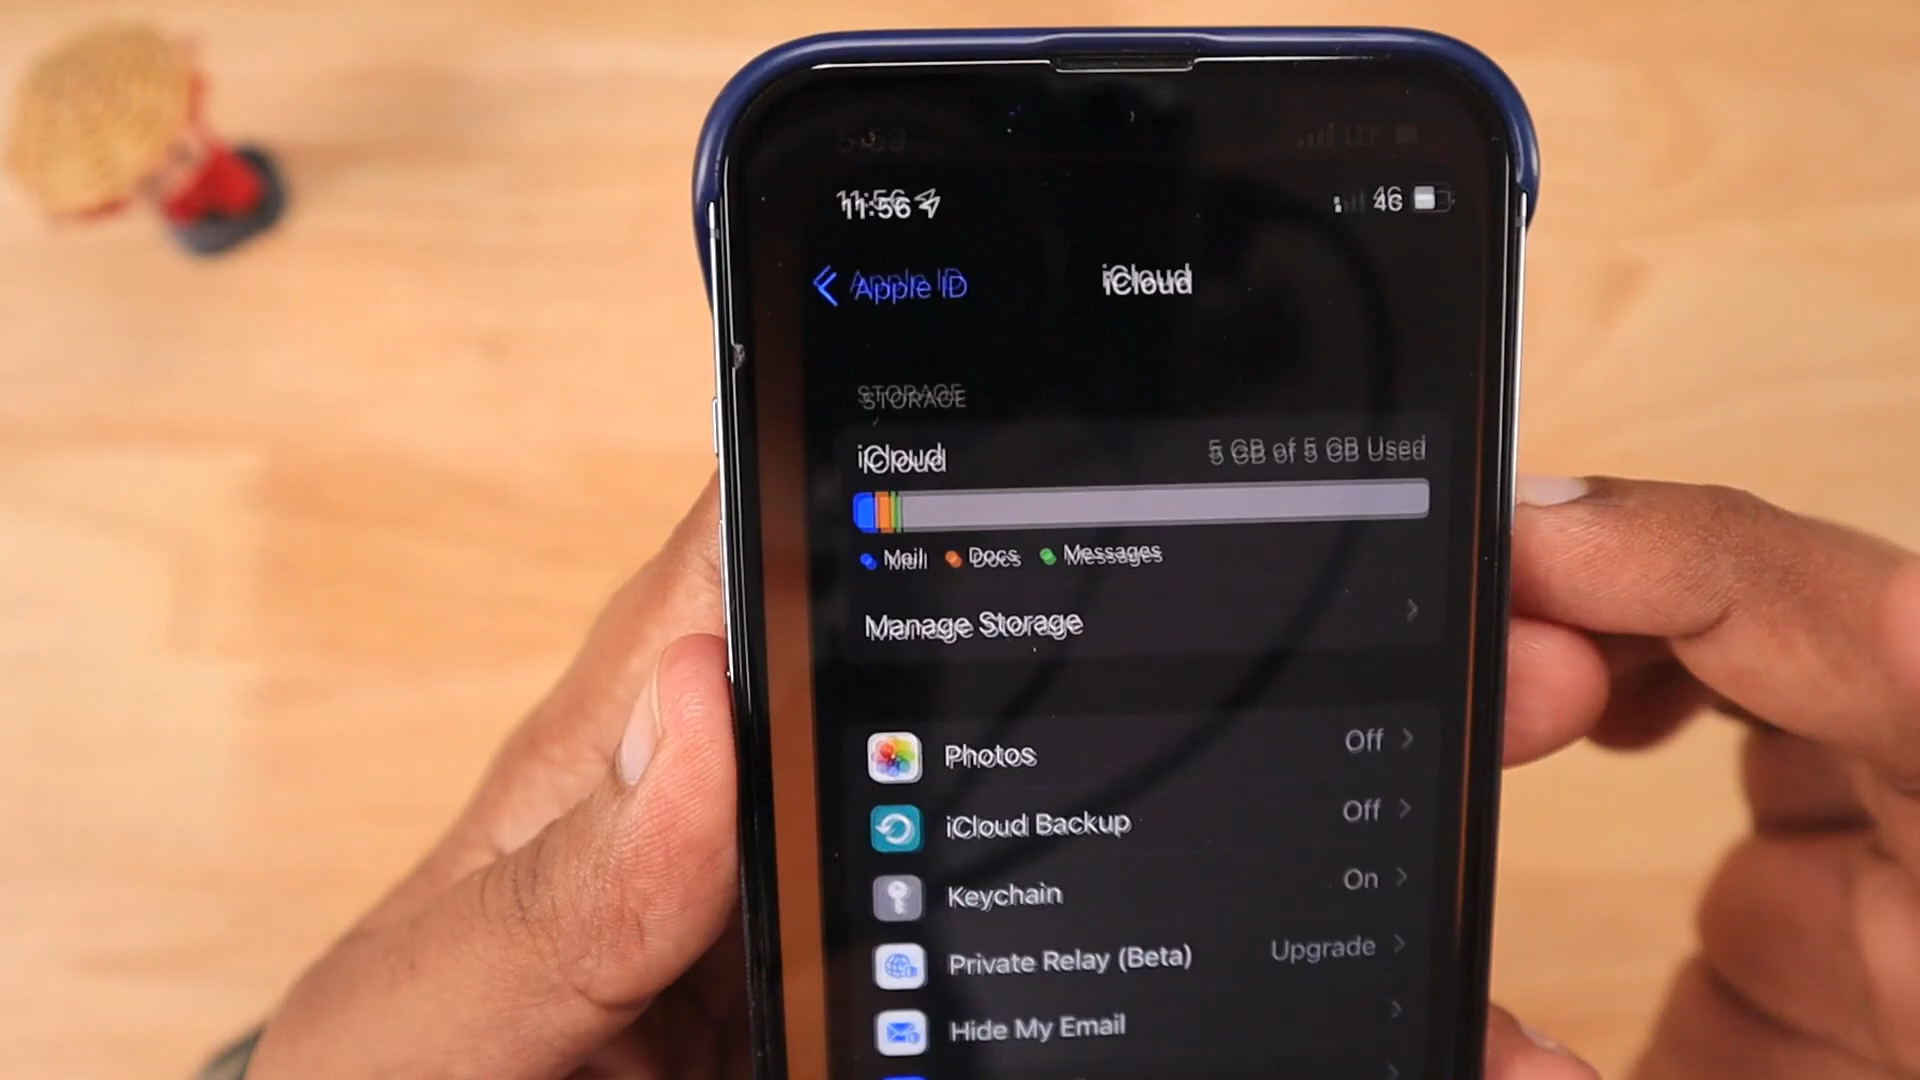 11:56 4G
Apple ID iCloud
STORAGE
iCloud 5 GB of 5 GB Used
Mail Docs Messages
Manage Storage
Photos Off
iCloud Backup Off
Keychain On
Private Relay (Beta) Upgrade
Hide My Email